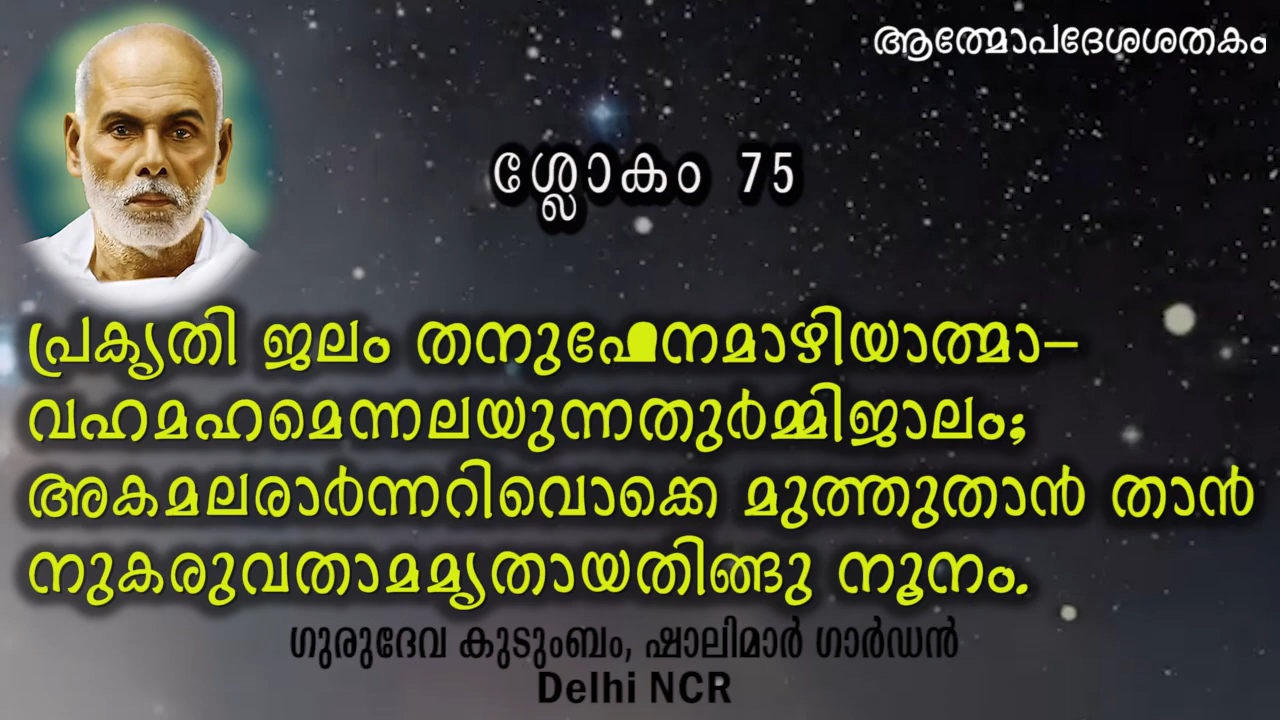 ആത്മോപദേശശതകം
ശ്ലോകം 75
പ്രകൃതി ജലം തനുഫേനമാഴിയാത്മാ-
വഹമഹമെന്നലയുന്നതുർമ്മിജാലം;
അകമലരാർന്നറിവൊക്കെ മുത്തുതാൻ താൻ
നുകരുവതാമമൃതായതിങ്ങു നൂനം.
ഗുരുദേവ കുടുംബം, ഷാലിമാർ ഗാർഡൻ
Delhi NCR